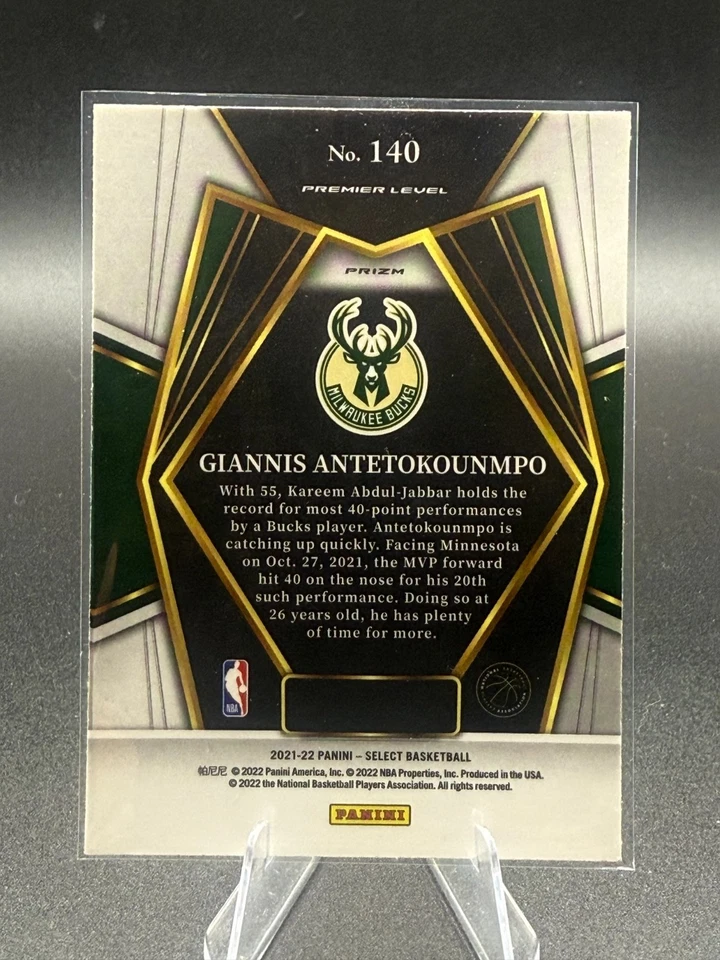 No. 140
PREMIER LEVEL
PRIZM
MILWAUKEE BUCKS
GIANNIS ANTETOKOUNMPO
With 55, Kareem Abdul-Jabbar holds the
record for most 40-point performances
by a Bucks player. Antetokounmpo is
catching up quickly. Facing Minnesota
on Oct. 27, 2021, the MVP forward
hit 40 on the nose for his 20th
such performance. Doing so at
26 years old, he has plenty
of time for more.
NBA
NATIONAL BASKETBALL PLAYERS ASSOCIATION
2021-22 PANINI – SELECT BASKETBALL
帕尼尼 © 2022 Panini America, Inc. © 2022 NBA Properties, Inc. Produced in the USA.
© 2022 the National Basketball Players Association. All rights reserved.
PANINI